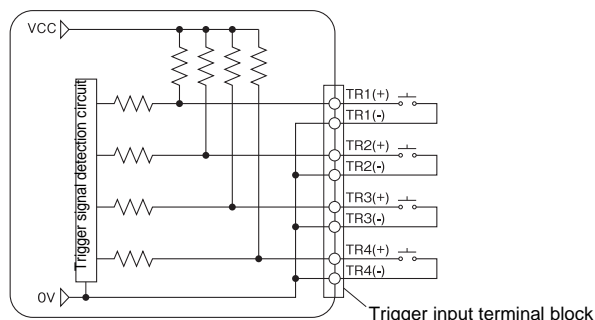 VCC
Trigger signal detection circuit
TR1(+)
TR1(-)
TR2(+)
TR2(-)
TR3(+)
TR3(-)
TR4(+)
TR4(-)
0V
Trigger input terminal block